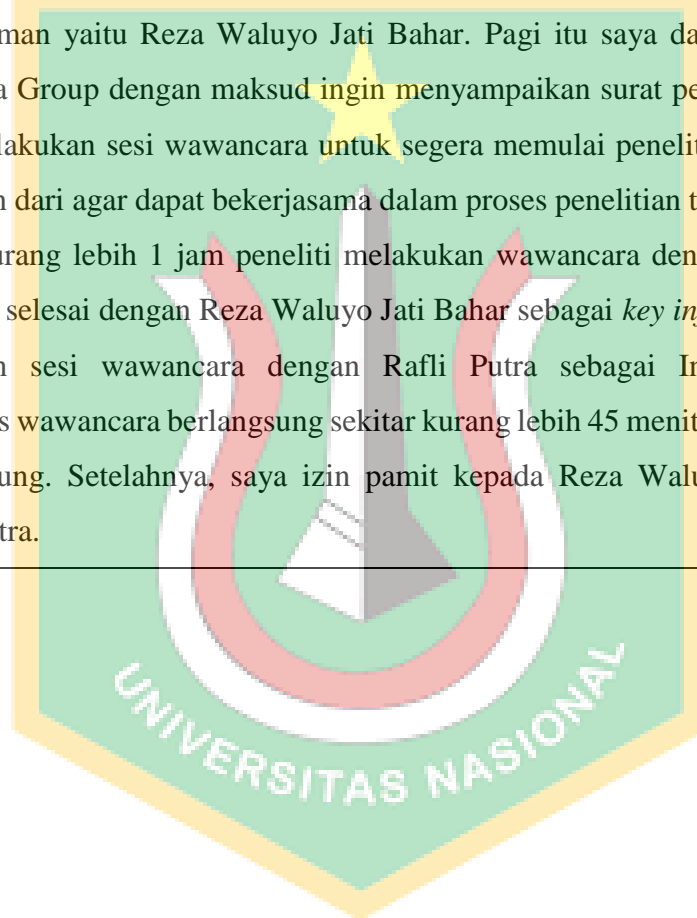 man yaitu Reza Waluyo Jati Bahar. Pagi itu saya da
a Group dengan maksud ingin menyampaikan surat pe
lakukan sesi wawancara untuk segera memulai penelit
n dari agar dapat bekerjasama dalam proses penelitian t
urang lebih 1 jam peneliti melakukan wawancara den
selesai dengan Reza Waluyo Jati Bahar sebagai key in
n sesi wawancara dengan Rafli Putra sebagai In
s wawancara berlangsung sekitar kurang lebih 45 menit
ung. Setelahnya, saya izin pamit kepada Reza Walu
tra.
UNIVERSITAS NASIONAL